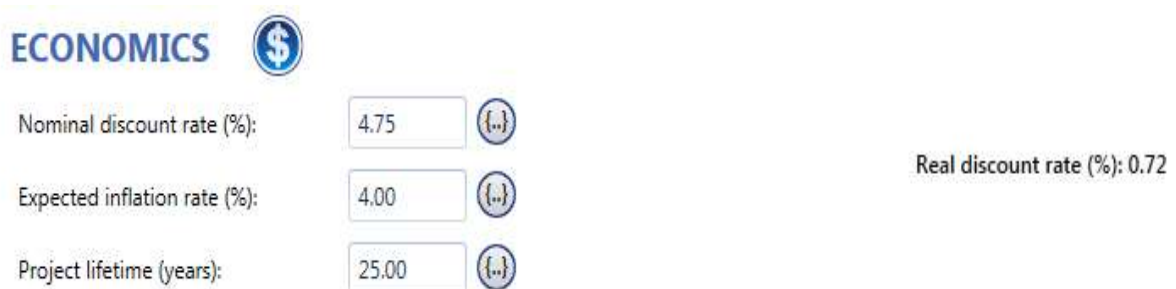 ECONOMICS $
Nominal discount rate (%): 4.75 {..}
Real discount rate (%): 0.72
Expected inflation rate (%): 4.00 {..}
Project lifetime (years): 25.00 {..}